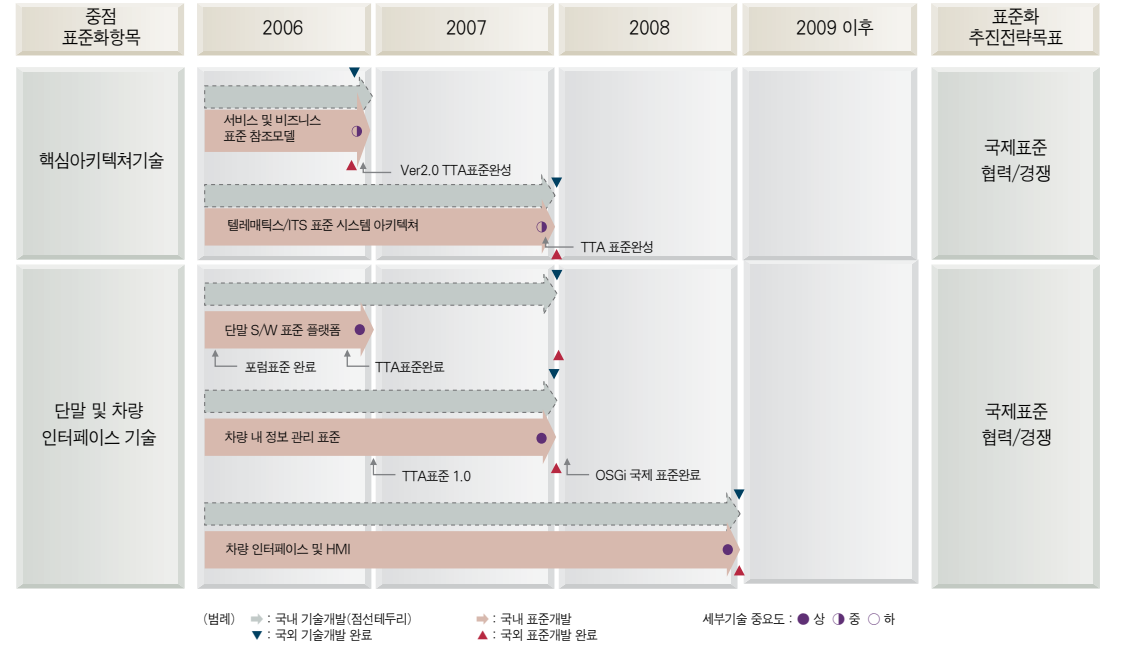 중점
표준화항목
2006
2007
2008
2009 이후
표준화
추진전략목표
핵심아키텍쳐기술
서비스 및 비즈니스
표준 참조모델
Ver2.0 TTA표준완성
텔레매틱스/ITS 표준 시스템 아키텍쳐
TTA 표준완성
국제표준
협력/경쟁
단말 및 차량
인터페이스 기술
단말 S/W 표준 플랫폼
포럼표준 완료
TTA표준완료
차량 내 정보 관리 표준
TTA표준 1.0
OSGi 국제 표준완료
차량 인터페이스 및 HMI
국제표준
협력/경쟁
(범례) : 국내 기술개발(점선테두리) : 국내 표준개발 세부기술 중요도 : 상 중 하
: 국외 기술개발 완료 : 국외 표준개발 완료